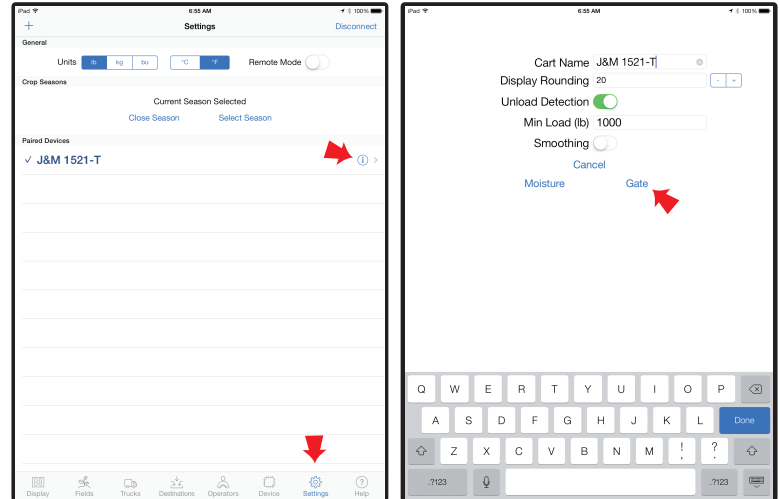 iPad 6:55 AM 100%
Settings
Disconnect
General
Units lb kg bu °C °F Remote Mode
Crop Seasons
Current Season Selected
Close Season Select Season
Paired Devices
✓ J&M 1521-T
Display Fields Trucks Destinations Operators Device Settings Help
iPad 6:55 AM 100%
Cart Name J&M 1521-T
Display Rounding 20 - +
Unload Detection
Min Load (lb) 1000
Smoothing
Cancel
Moisture Gate
Q W E R T Y U I O P
A S D F G H J K L Done
Z X C V B N M ! , ? .
.?123 .?123